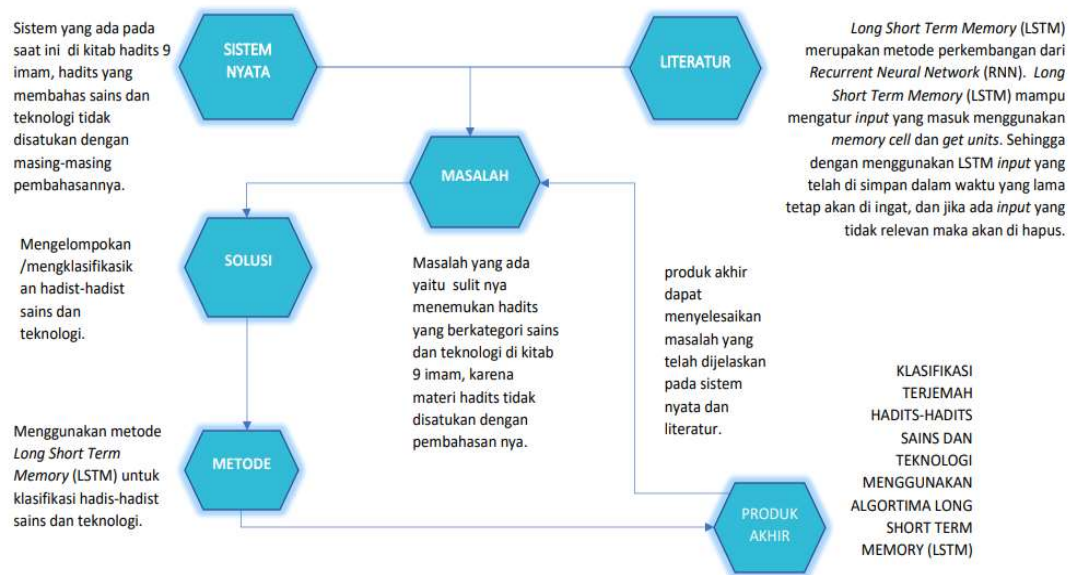 Sistem yang ada pada
saat ini di kitab hadits 9
imam, hadits yang
membahas sains dan
teknologi tidak
disatukan dengan
masing-masing
pembahasannya.
SISTEM
NYATA
LITERATUR
Long Short Term Memory (LSTM)
merupakan metode perkembangan dari
Recurrent Neural Network (RNN). Long
Short Term Memory (LSTM) mampu
mengatur input yang masuk menggunakan
memory cell dan get units. Sehingga
dengan menggunakan LSTM input yang
telah di simpan dalam waktu yang lama
tetap akan di ingat, dan jika ada input yang
tidak relevan maka akan di hapus.
MASALAH
Mengelompokan
/mengklasifikasik
an hadist-hadist
sains dan
teknologi.
SOLUSI
Masalah yang ada
yaitu sulit nya
menemukan hadits
yang berkategori sains
dan teknologi di kitab
9 imam, karena
materi hadits tidak
disatukan dengan
pembahasan nya.
produk akhir
dapat
menyelesaikan
masalah yang
telah dijelaskan
pada sistem
nyata dan
literatur.
Menggunakan metode
Long Short Term
Memory (LSTM) untuk
klasifikasi hadis-hadist
sains dan teknologi.
METODE
PRODUK
AKHIR
KLASIFIKASI
TERJEMAH
HADITS-HADITS
SAINS DAN
TEKNOLOGI
MENGGUNAKAN
ALGORTIMA LONG
SHORT TERM
MEMORY (LSTM)